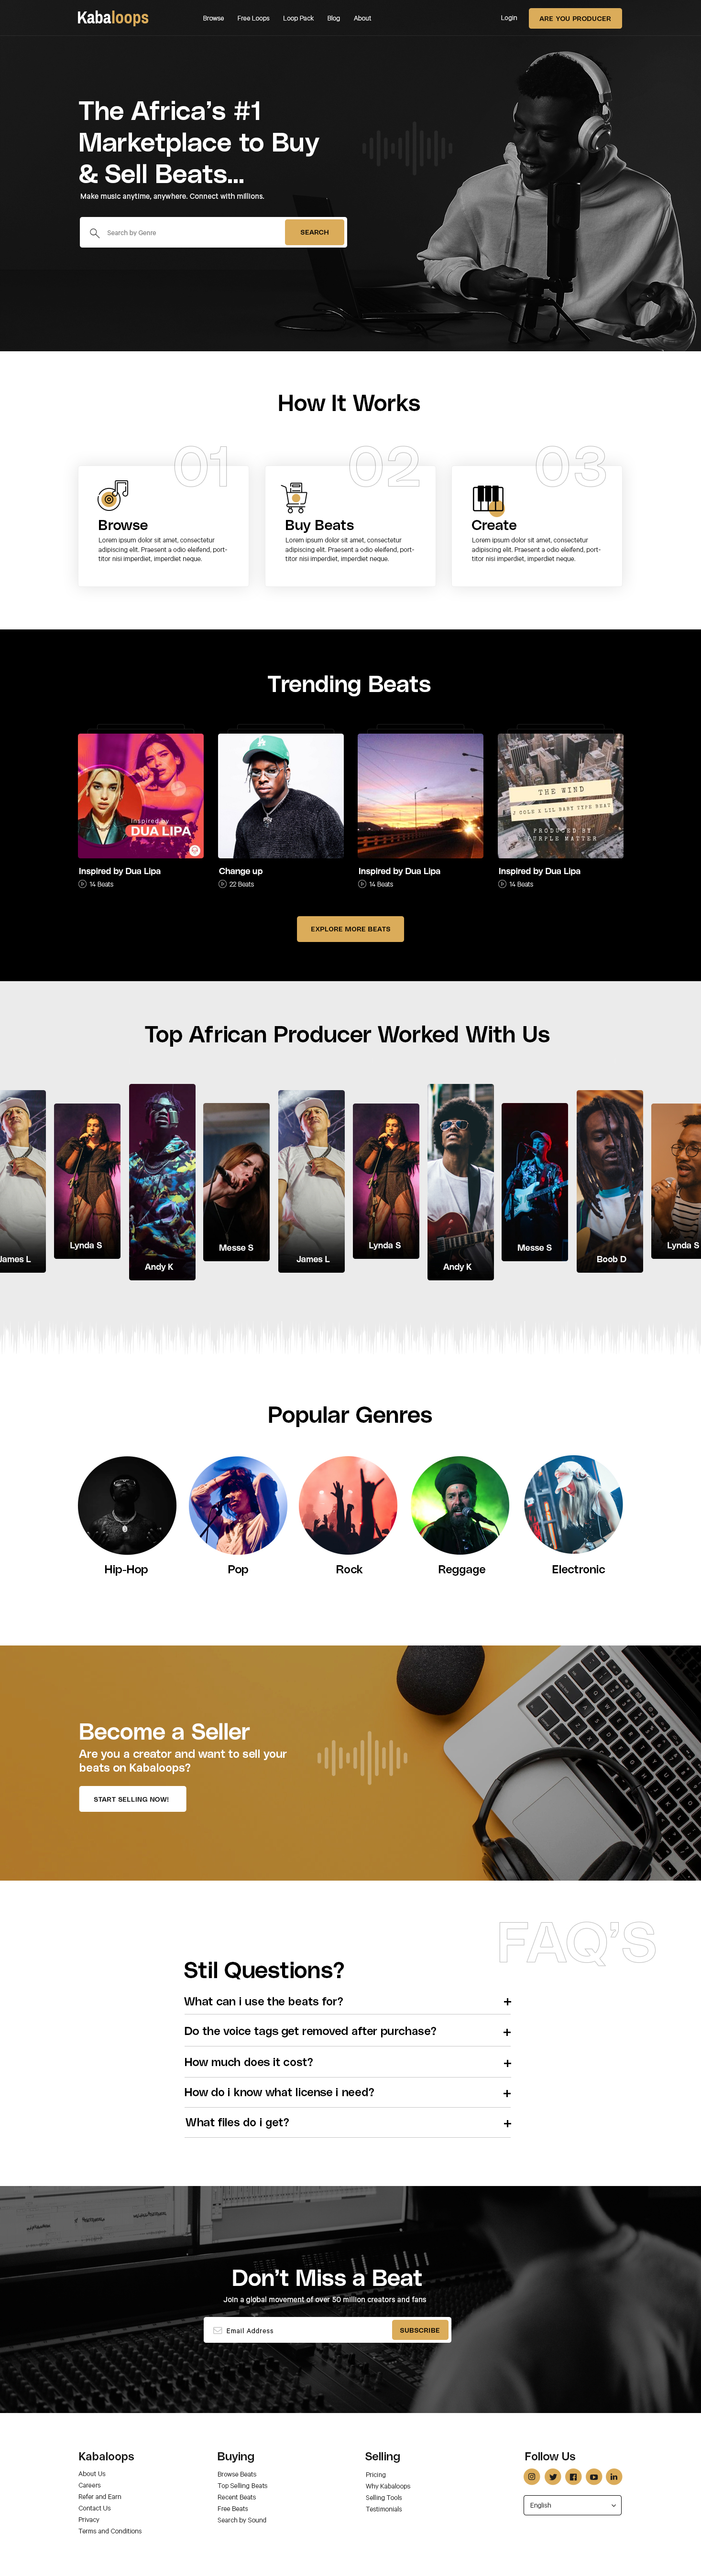 Kabaloops
Browse Free Loops Loop Pack Blog About
Login ARE YOU PRODUCER
The Africa's #1
Marketplace to Buy
& Sell Beats...
Make music anytime, anywhere. Connect with millions.
Search by Genre SEARCH
How It Works
01 02 03
Browse
Lorem ipsum dolor sit amet, consectetur
adipiscing elit. Praesent a odio eleifend, port-
titor nisi imperdiet, imperdiet neque.
Buy Beats
Lorem ipsum dolor sit amet, consectetur
adipiscing elit. Praesent a odio eleifend, port-
titor nisi imperdiet, imperdiet neque.
Create
Lorem ipsum dolor sit amet, consectetur
adipiscing elit. Praesent a odio eleifend, port-
titor nisi imperdiet, imperdiet neque.
Trending Beats
Inspired by
DUA LIPA
THE WIND
J COLE X LIL BABY TYPE BEAT
PRODUCED BY
PURPLE MATTER
Inspired by Dua Lipa
14 Beats
Change up
22 Beats
Inspired by Dua Lipa
14 Beats
Inspired by Dua Lipa
14 Beats
EXPLORE MORE BEATS
Top African Producer Worked With Us
James L
Lynda S
Andy K
Messe S
James L
Lynda S
Andy K
Messe S
Boob D
Lynda S
Popular Genres
Hip-Hop Pop Rock Reggage Electronic
Become a Seller
Are you a creator and want to sell your
beats on Kabaloops?
START SELLING NOW!
FAQ'S
Stil Questions?
What can i use the beats for? +
Do the voice tags get removed after purchase? +
How much does it cost? +
How do i know what license i need? +
What files do i get? +
Don't Miss a Beat
Join a global movement of over 50 million creators and fans
Email Address SUBSCRIBE
Kabaloops
About Us
Careers
Refer and Earn
Contact Us
Privacy
Terms and Conditions
Buying
Browse Beats
Top Selling Beats
Recent Beats
Free Beats
Search by Sound
Selling
Pricing
Why Kabaloops
Selling Tools
Testimonials
Follow Us
English